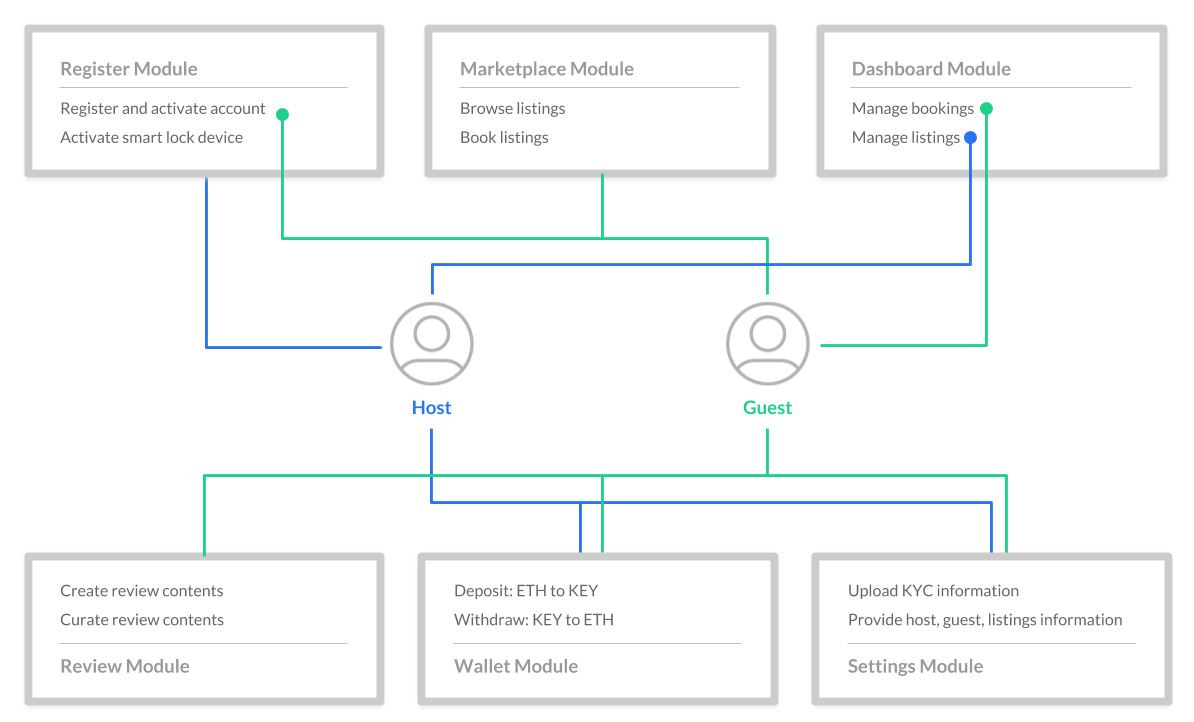 Register Module
Register and activate account
Activate smart lock device
Marketplace Module
Browse listings
Book listings
Dashboard Module
Manage bookings
Manage listings
Host
Guest
Create review contents
Curate review contents
Review Module
Deposit: ETH to KEY
Withdraw: KEY to ETH
Wallet Module
Upload KYC information
Provide host, guest, listings information
Settings Module